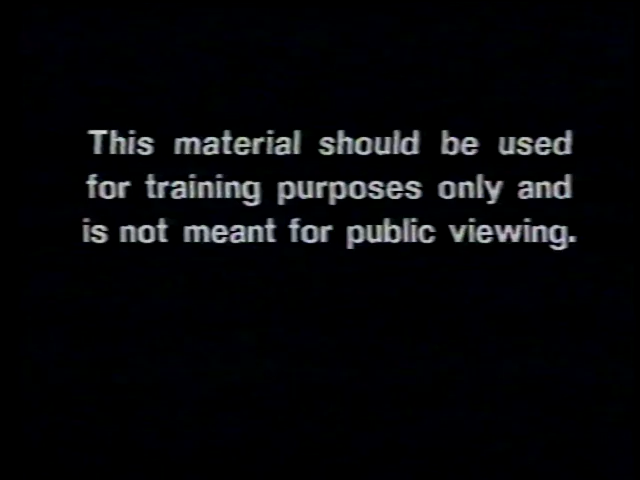 This material should be used
for training purposes only and
is not meant for public viewing.